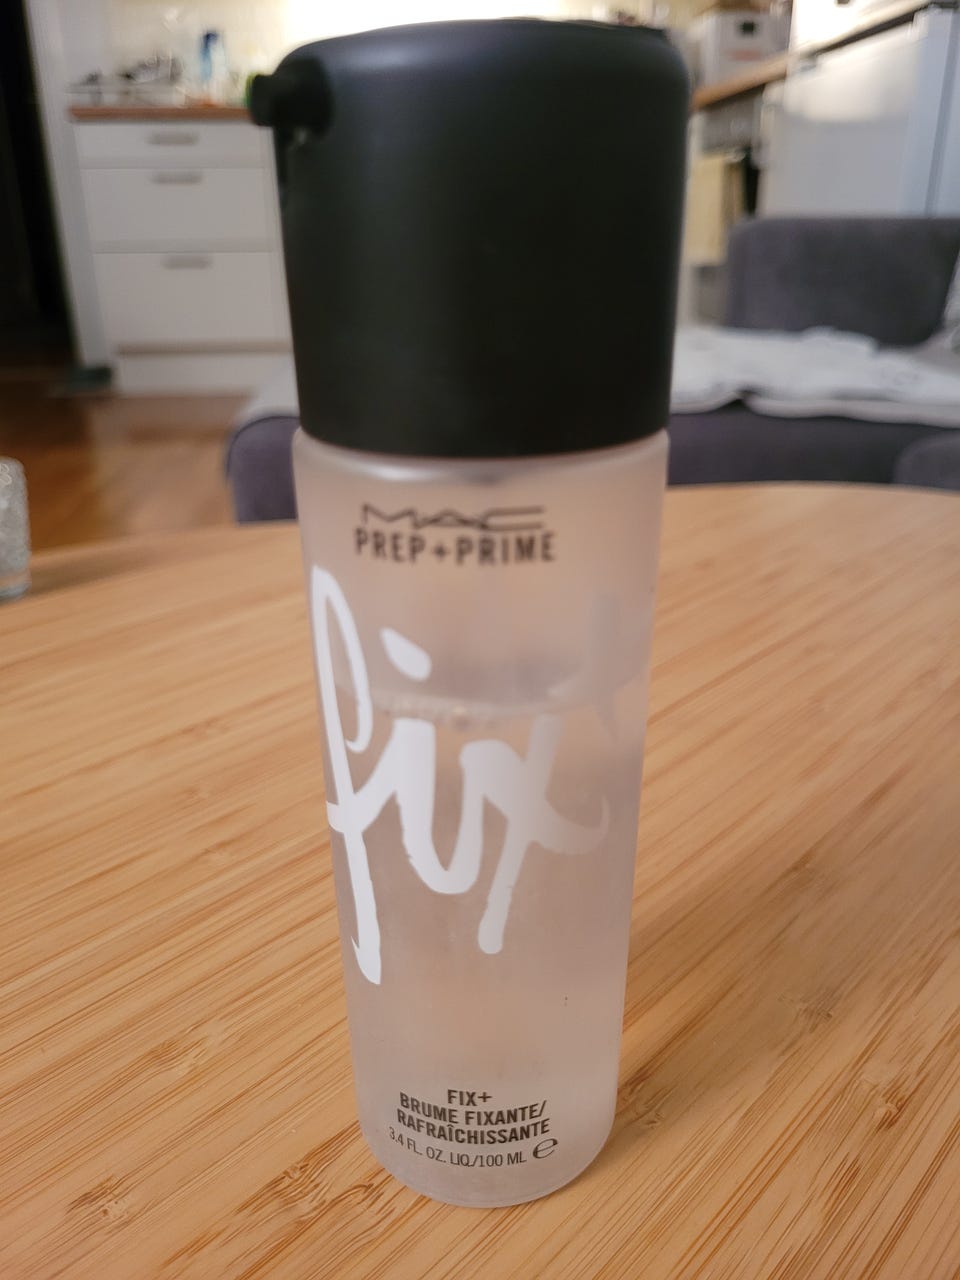 MAC
PREP+PRIME
fix+
FIX+
BRUME FIXANTE/
RAFRAÎCHISSANTE
3.4 FL. OZ. LIQ./100 ML ℮